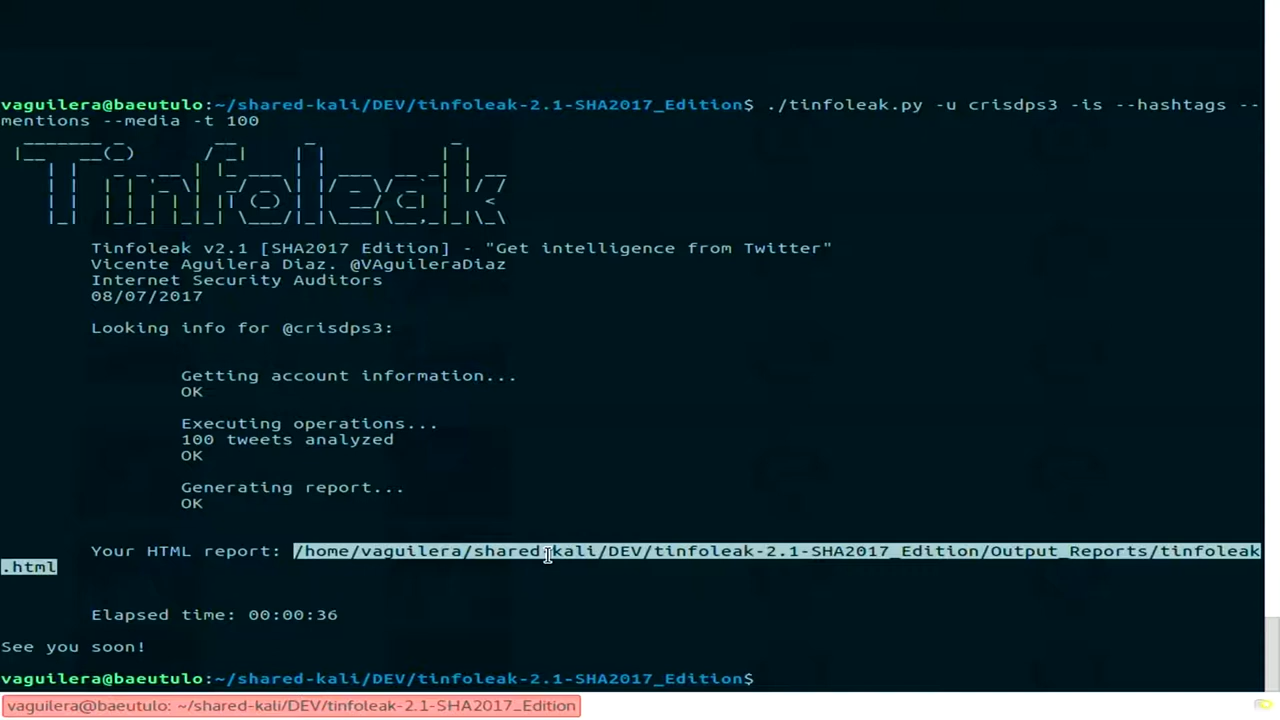 vaguilera@baeutulo:~/shared-kali/DEV/tinfoleak-2.1-SHA2017_Edition$ ./tinfoleak.py -u crisdps3 -is --hashtags --
mentions --media -t 100
Tinfoleak
Tinfoleak v2.1 [SHA2017 Edition] - "Get intelligence from Twitter"
Vicente Aguilera Diaz. @VAguileraDiaz
Internet Security Auditors
08/07/2017
Looking info for @crisdps3:
Getting account information...
OK
Executing operations...
100 tweets analyzed
OK
Generating report...
OK
Your HTML report: /home/vaguilera/shared-kali/DEV/tinfoleak-2.1-SHA2017_Edition/Output_Reports/tinfoleak
.html
Elapsed time: 00:00:36
See you soon!
vaguilera@baeutulo:~/shared-kali/DEV/tinfoleak-2.1-SHA2017_Edition$
vaguilera@baeutulo: ~/shared-kali/DEV/tinfoleak-2.1-SHA2017_Edition